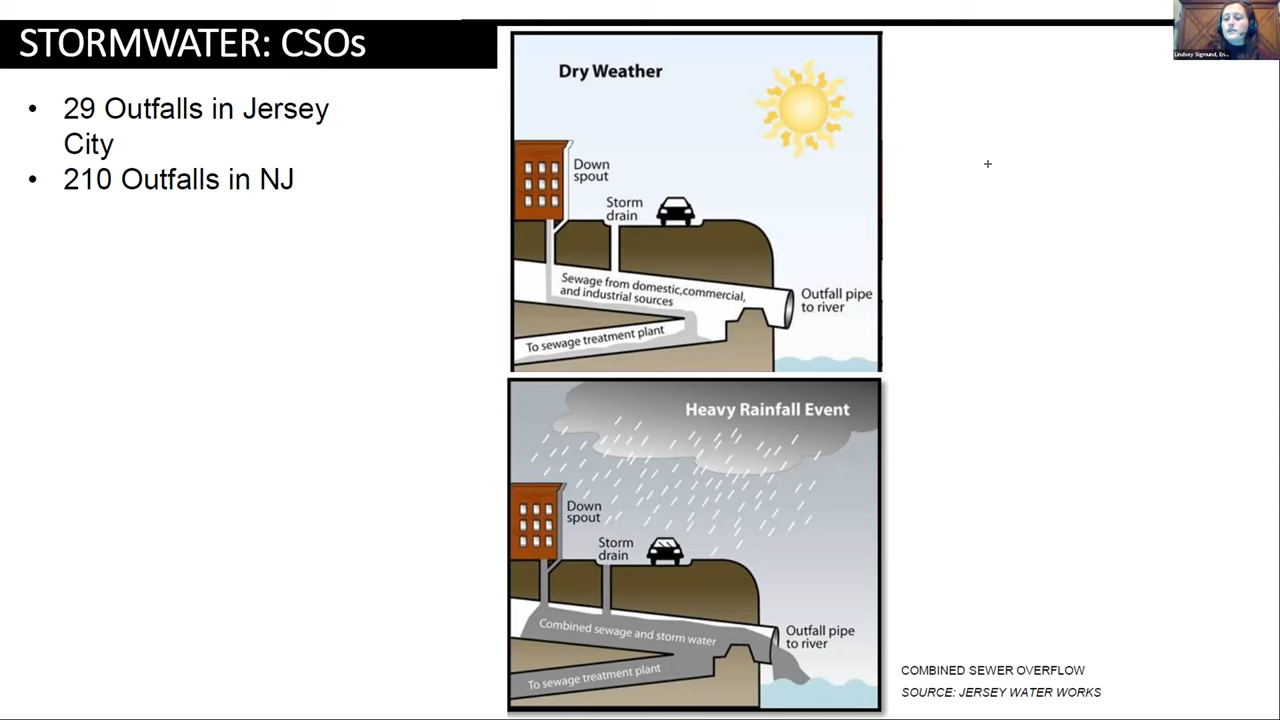 STORMWATER: CSOs
Lindsey Sigmund, En...
• 29 Outfalls in Jersey
City
• 210 Outfalls in NJ
Dry Weather
Down
spout
Storm
drain
Sewage from domestic,commercial,
and industrial sources
Outfall pipe
to river
To sewage treatment plant
Heavy Rainfall Event
Down
spout
Storm
drain
Combined sewage and storm water
Outfall pipe
to river
To sewage treatment plant
COMBINED SEWER OVERFLOW
SOURCE: JERSEY WATER WORKS